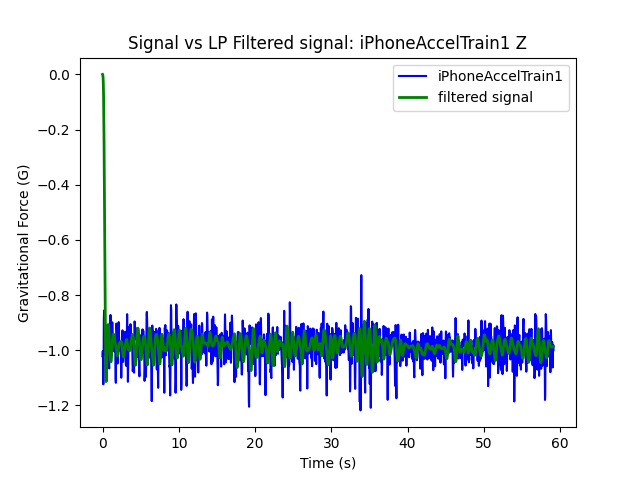 Signal vs LP Filtered signal: iPhoneAccelTrain1 Z
iPhoneAccelTrain1
filtered signal
Gravitational Force (G)
0.0
−0.2
−0.4
−0.6
−0.8
−1.0
−1.2
0 10 20 30 40 50 60
Time (s)